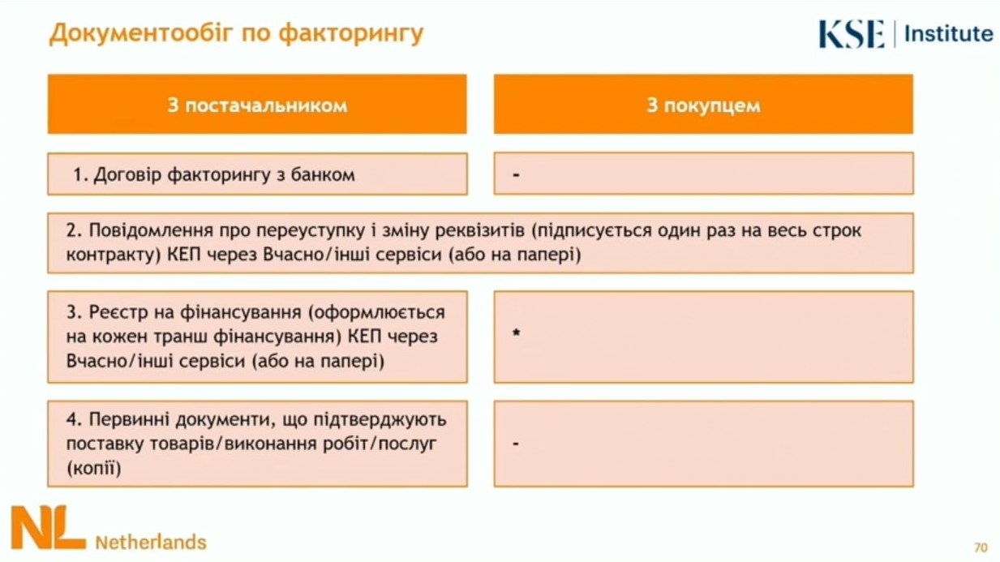 Документообіг по факторингу
KSE | Institute
З постачальником
З покупцем
1. Договір факторингу з банком
-
2. Повідомлення про переуступку і зміну реквізитів (підписується один раз на весь строк
контракту) КЕП через Вчасно/інші сервіси (або на папері)
3. Реєстр на фінансування (оформлюється
на кожен транш фінансування) КЕП через
Вчасно/інші сервіси (або на папері)
*
4. Первинні документи, що підтверджують
поставку товарів/виконання робіт/послуг
(копії)
-
NL Netherlands
70